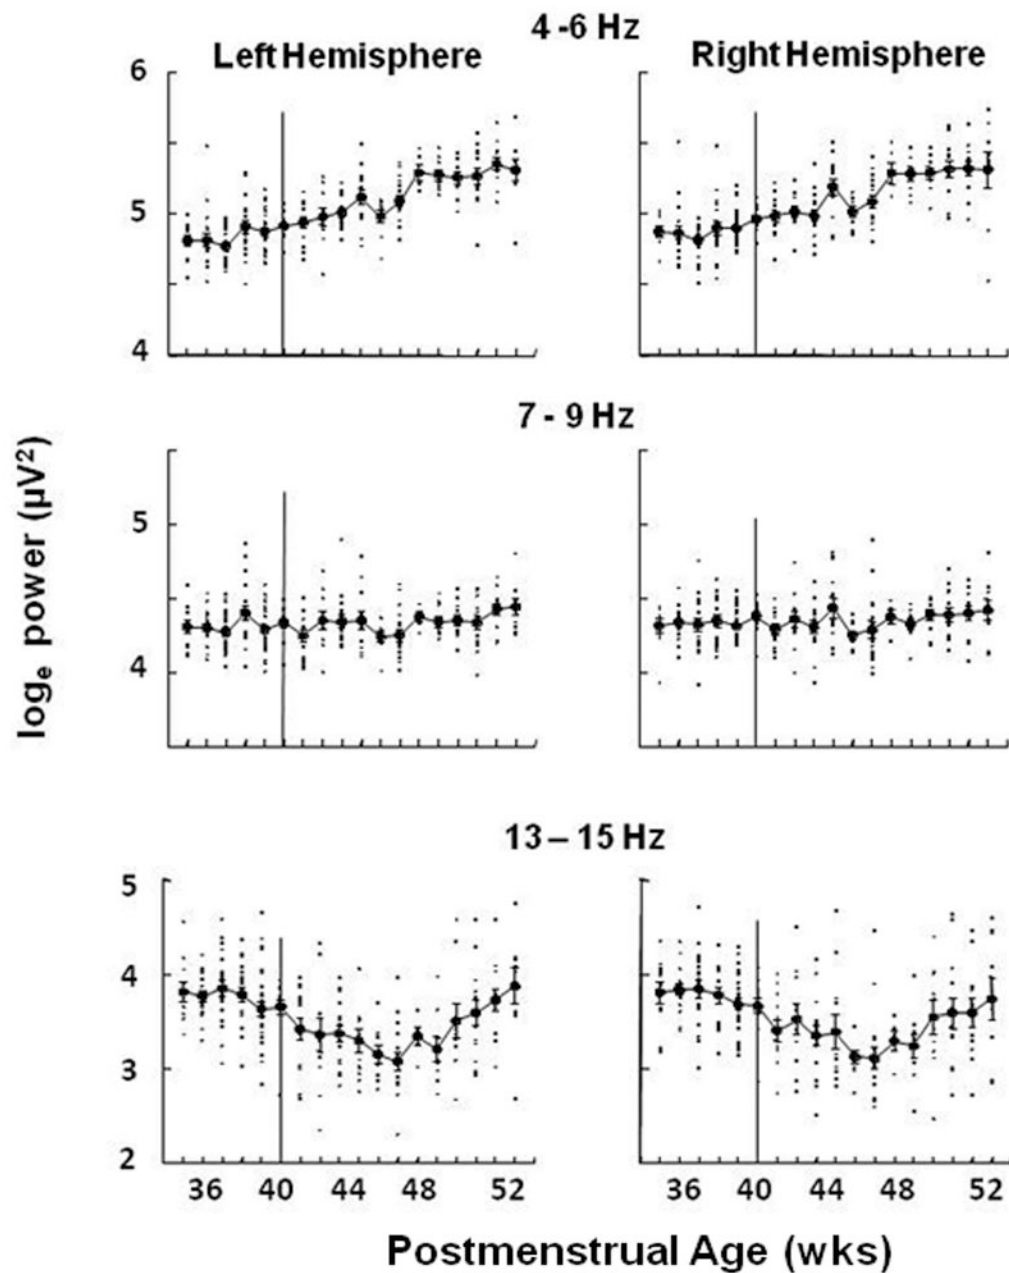 4 -6 Hz
Left Hemisphere
Right Hemisphere
6
5
4
7 - 9 Hz
5
4
13 – 15 Hz
5
4
3
2
36 40 44 48 52
36 40 44 48 52
logₑ power (µV²)
Postmenstrual Age (wks)